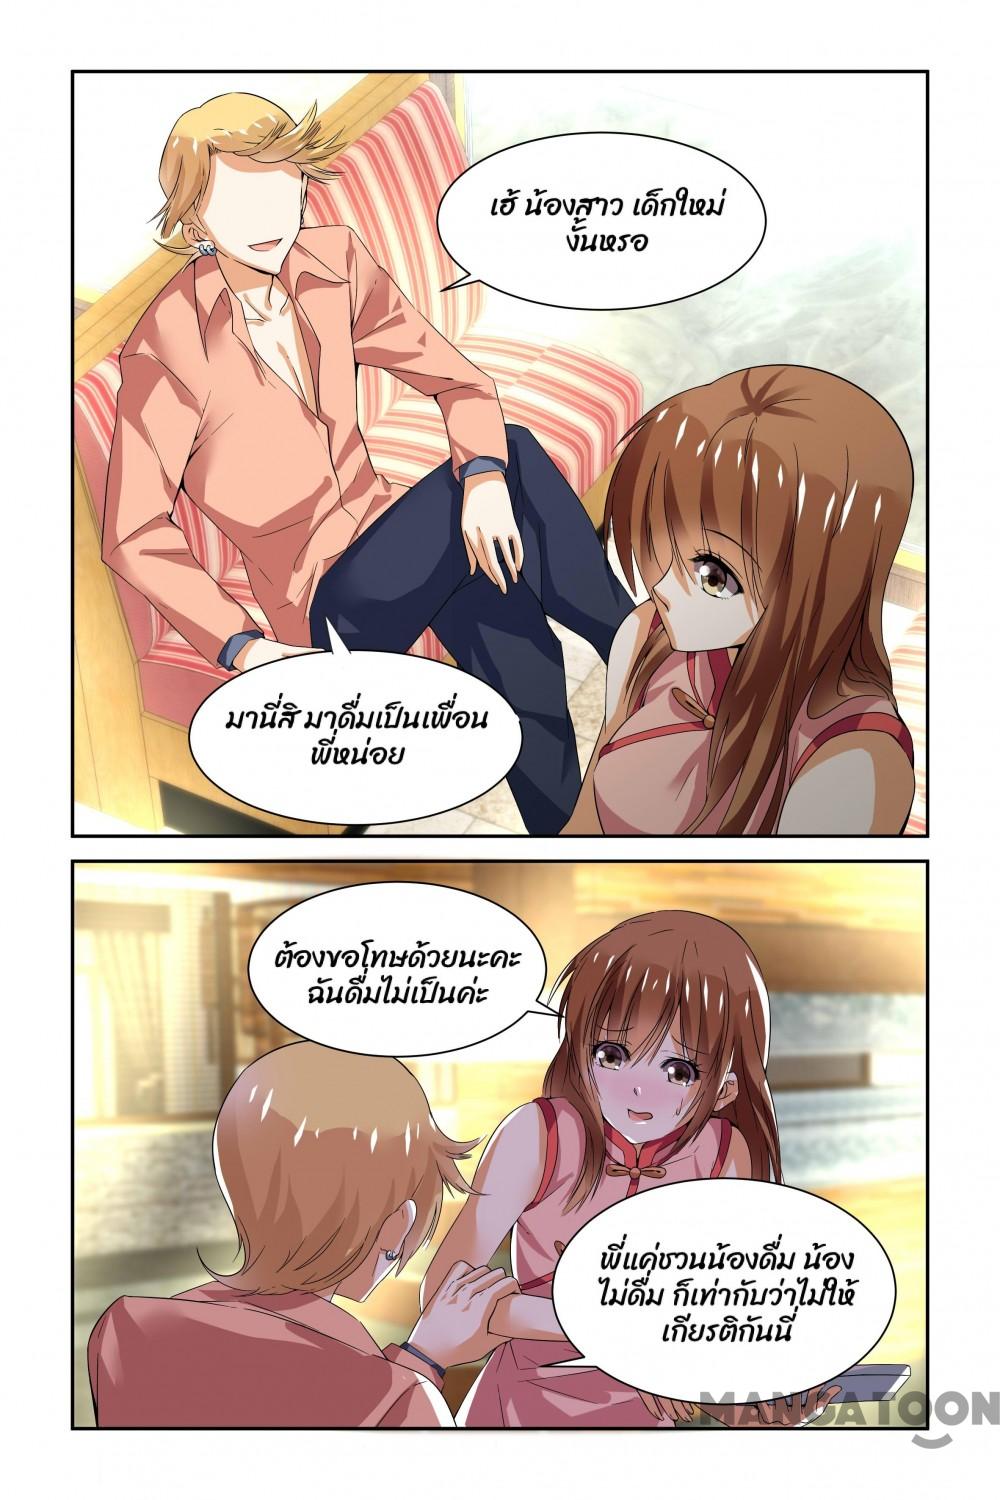 เฮ้ น้องสาว เด็กใหม่
งั้นหรอ
มานี่สิ มาดื่มเป็นเพื่อน
พี่หน่อย
ต้องขอโทษด้วยนะคะ
ฉันดื่มไม่เป็นค่ะ
พี่แค่ชวนน้องดื่ม น้อง
ไม่ดื่ม ก็เท่ากับว่าไม่ให้
เกียรติกันนี่
MANGATOON